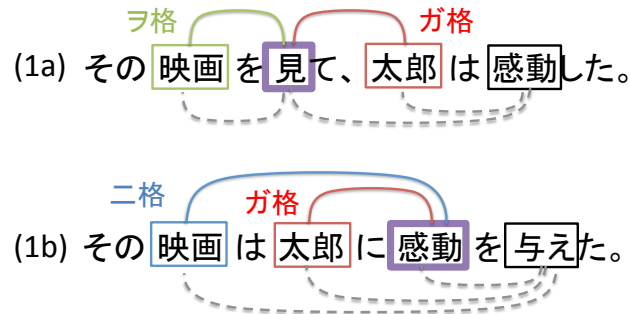 ヲ格 ガ格
(1a) その映画を見て、太郎は感動した。
ニ格 ガ格
(1b) その映画は太郎に感動を与えた。